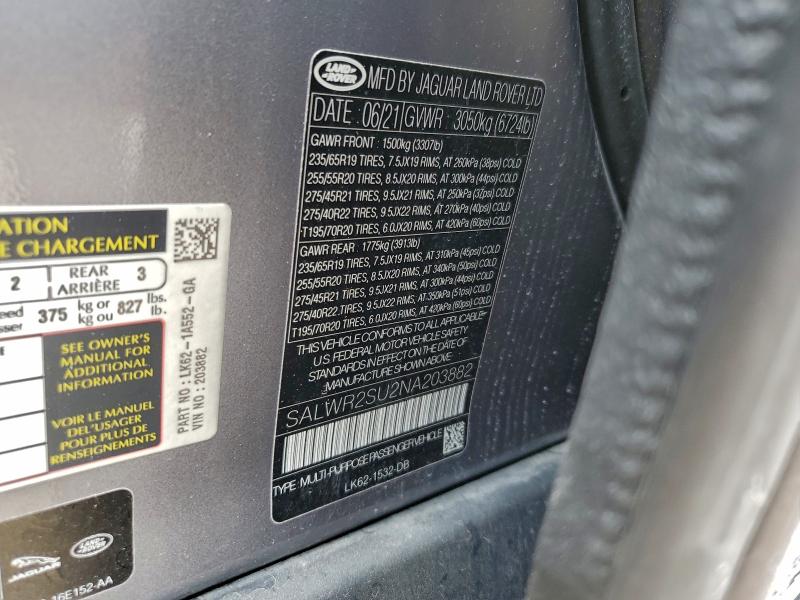 LAND
ROVER
MFD BY JAGUAR LAND ROVER LTD
DATE: 06/21 GVWR : 3050kg (6724lb)
GAWR FRONT : 1500kg (3307lb)
235/65R19 TIRES, 7.5JX19 RIMS, AT 260kPa (38psi) COLD
255/55R20 TIRES, 8.5JX20 RIMS, AT 300kPa (44psi) COLD
275/45R21 TIRES, 9.5JX21 RIMS, AT 250kPa (37psi) COLD
275/40R22 TIRES, 9.5JX22 RIMS, AT 270kPa (40psi) COLD
T195/70R20 TIRES, 6.0JX20 RIMS, AT 420kPa (60psi) COLD
GAWR REAR : 1775kg (3913lb)
235/65R19 TIRES, 7.5JX19 RIMS, AT 310kPa (45psi) COLD
255/55R20 TIRES, 8.5JX20 RIMS, AT 340kPa (50psi) COLD
275/45R21 TIRES, 9.5JX21 RIMS, AT 300kPa (44psi) COLD
275/40R22 TIRES, 9.5JX22 RIMS, AT 350kPa (51psi) COLD
T195/70R20 TIRES, 6.0JX20 RIMS, AT 420kPa (60psi) COLD
THIS VEHICLE CONFORMS TO ALL APPLICABLE
U.S. FEDERAL MOTOR VEHICLE SAFETY
STANDARDS IN EFFECT ON THE DATE OF
MANUFACTURE SHOWN ABOVE.
SALWR2SU2NA203882
TYPE: MULTI-PURPOSE PASSENGER VEHICLE
LK62-1532-DB
ATION
E CHARGEMENT
2 REAR ARRIÈRE 3
eed
sser 375 kg or kg ou 827 lbs. lb.
SEE OWNER'S
MANUAL FOR
ADDITIONAL
INFORMATION
VOIR LE MANUEL
DE L'USAGER
POUR PLUS DE
RENSEIGNEMENTS
PART NO: LK62-1A552-GA
VIN NO: 203882
JAGUAR
LAND
ROVER
16E152-AA